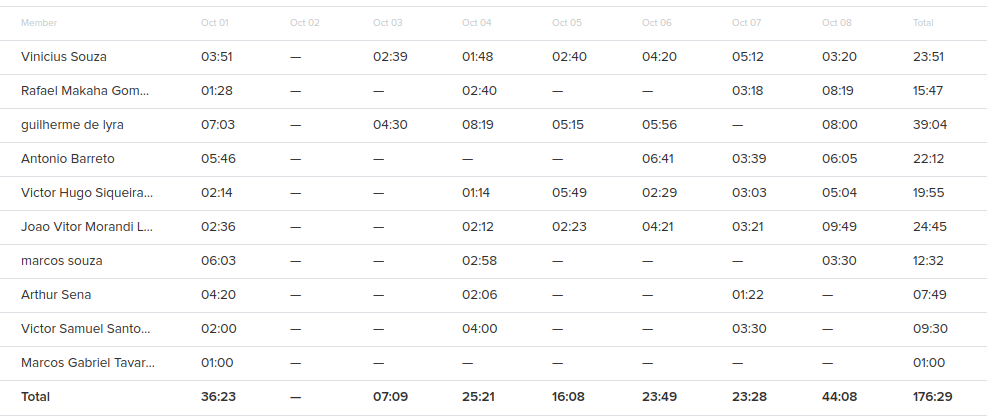 Member Oct 01 Oct 02 Oct 03 Oct 04 Oct 05 Oct 06 Oct 07 Oct 08 Total
Vinicius Souza 03:51 — 02:39 01:48 02:40 04:20 05:12 03:20 23:51
Rafael Makaha Gom... 01:28 — — 02:40 — — 03:18 08:19 15:47
guilherme de lyra 07:03 — 04:30 08:19 05:15 05:56 — 08:00 39:04
Antonio Barreto 05:46 — — — — 06:41 03:39 06:05 22:12
Victor Hugo Siqueira... 02:14 — — 01:14 05:49 02:29 03:03 05:04 19:55
Joao Vitor Morandi L... 02:36 — — 02:12 02:23 04:21 03:21 09:49 24:45
marcos souza 06:03 — — 02:58 — — — 03:30 12:32
Arthur Sena 04:20 — — 02:06 — — 01:22 — 07:49
Victor Samuel Santo... 02:00 — — 04:00 — — 03:30 — 09:30
Marcos Gabriel Tavar... 01:00 — — — — — — — 01:00
Total 36:23 — 07:09 25:21 16:08 23:49 23:28 44:08 176:29